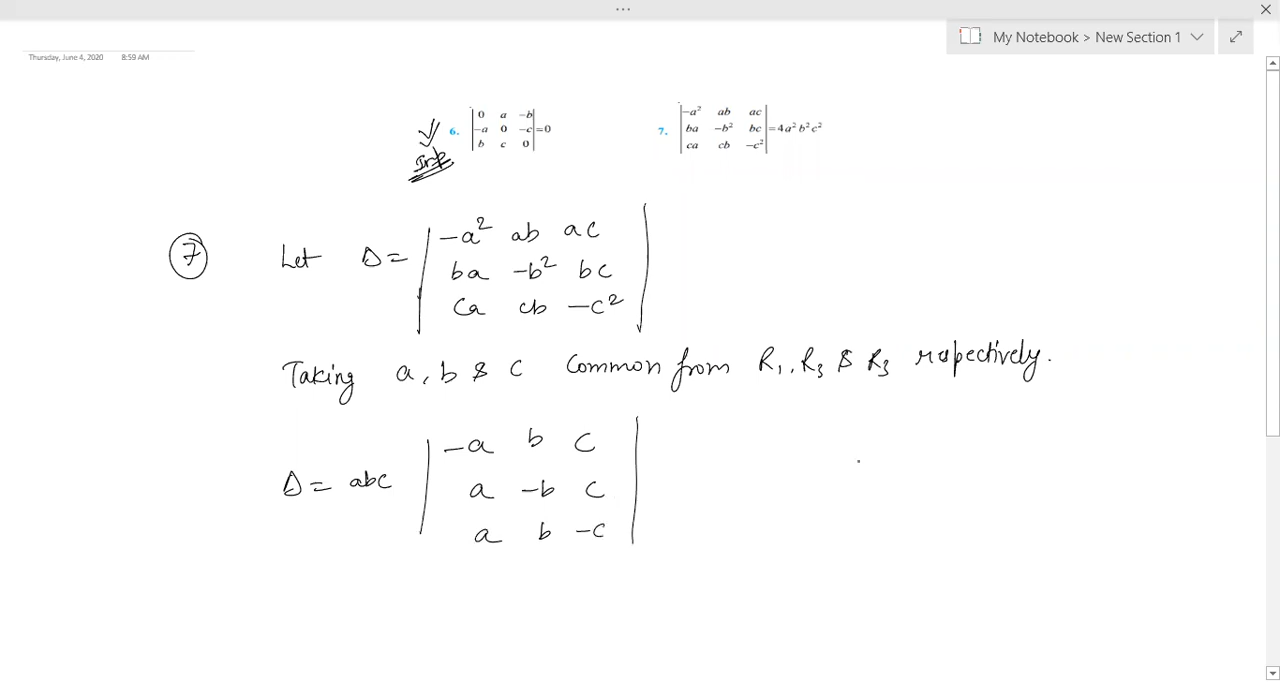 ...
My Notebook > New Section 1
Thursday, June 4, 2020 8:59 AM
6. |0 a -b| =0
|-a 0 -c|
|b c 0|
Imp
7. |-a² ab ac| =4a²b²c²
|ba -b² bc|
|ca cb -c²|
7
Let Δ= |-a² ab ac|
|ba -b² bc|
|ca cb -c²|
Taking a, b & c common from R₁, R₃ & R₃ respectively.
Δ= abc |-a b c|
|a -b c|
|a b -c|